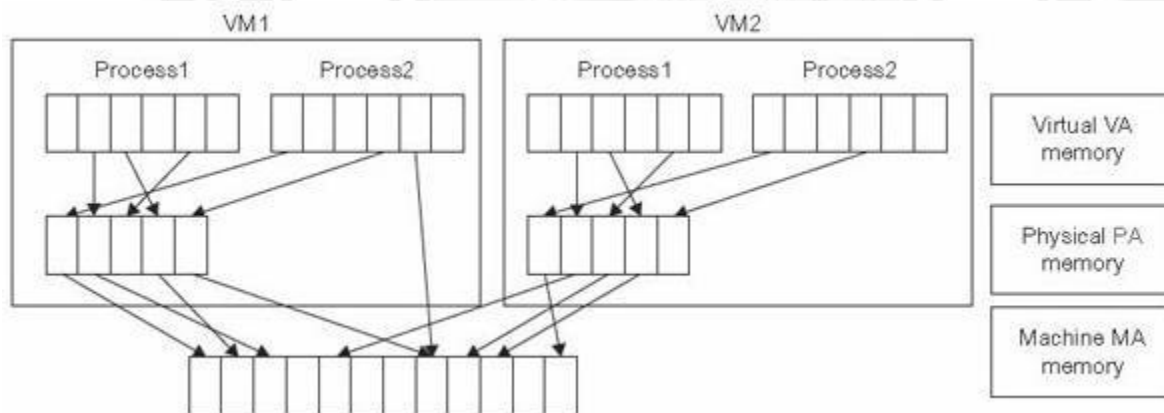 VM1
VM2
Process1
Process2
Process1
Process2
Virtual VA
memory
Physical PA
memory
Machine MA
memory